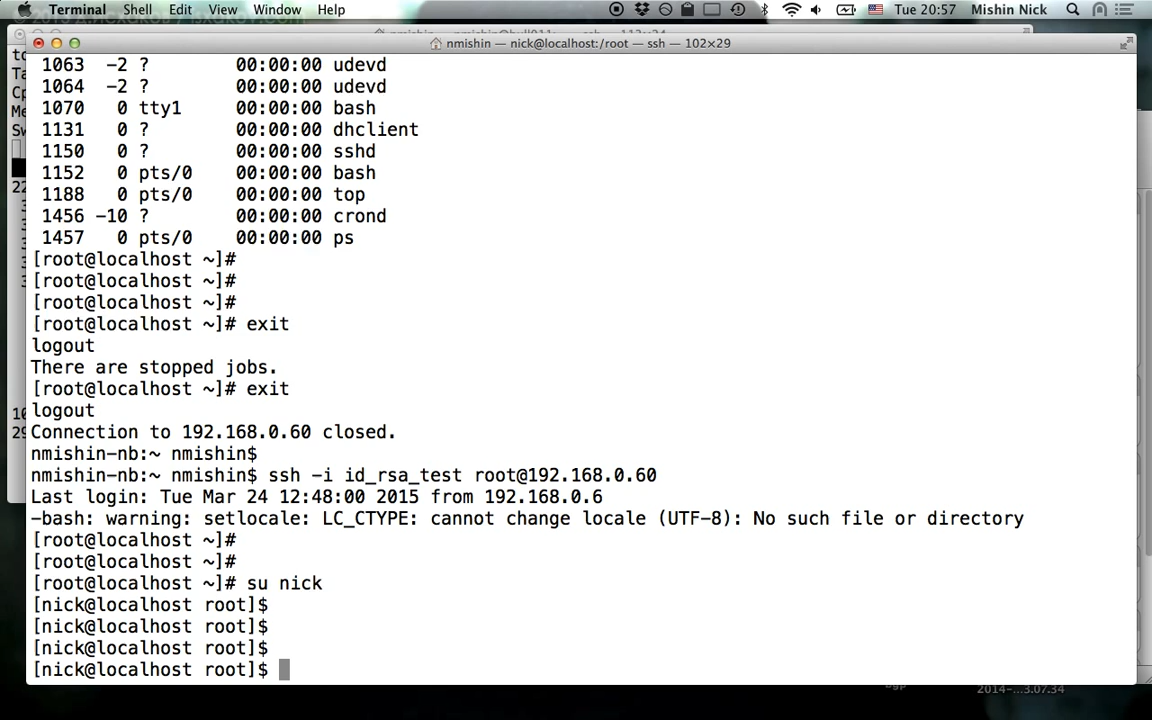 Terminal Shell Edit View Window Help Tue 20:57 Mishin Nick
nmishin — nick@localhost:/root — ssh — 102×29
1063 -2 ? 00:00:00 udevd
1064 -2 ? 00:00:00 udevd
1070 0 tty1 00:00:00 bash
1131 0 ? 00:00:00 dhclient
1150 0 ? 00:00:00 sshd
1152 0 pts/0 00:00:00 bash
1188 0 pts/0 00:00:00 top
1456 -10 ? 00:00:00 crond
1457 0 pts/0 00:00:00 ps
[root@localhost ~]#
[root@localhost ~]#
[root@localhost ~]#
[root@localhost ~]# exit
logout
There are stopped jobs.
[root@localhost ~]# exit
logout
Connection to 192.168.0.60 closed.
nmishin-nb:~ nmishin$
nmishin-nb:~ nmishin$ ssh -i id_rsa_test root@192.168.0.60
Last login: Tue Mar 24 12:48:00 2015 from 192.168.0.6
-bash: warning: setlocale: LC_CTYPE: cannot change locale (UTF-8): No such file or directory
[root@localhost ~]#
[root@localhost ~]#
[root@localhost ~]# su nick
[nick@localhost root]$
[nick@localhost root]$
[nick@localhost root]$
[nick@localhost root]$
2014-...3.07.34